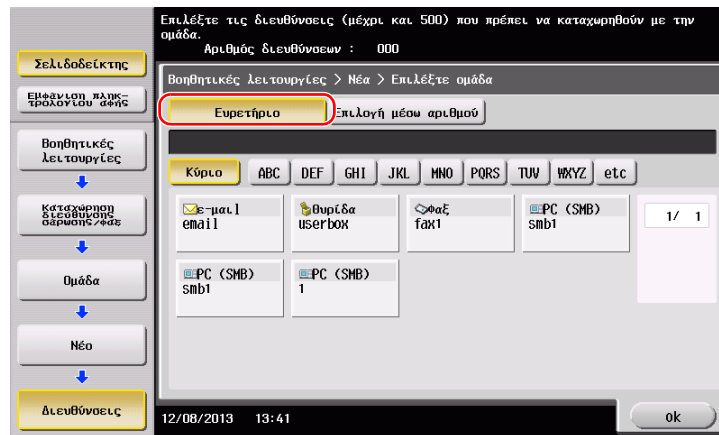 Επιλέξτε τις διευθύνσεις (μέχρι και 500) που πρέπει να καταχωρηθούν με την
ομάδα.
Αριθμός διευθύνσεων : 000
Σελιδοδείκτης
Εμφάνιση πληκ-
τρολογίου αφής
Βοηθητικές
λειτουργίες
Καταχώρηση
διεύθυνσης
σάρωσης/φαξ
Ομάδα
Νέο
Διευθύνσεις
Βοηθητικές λειτουργίες > Νέα > Επιλέξτε ομάδα
Ευρετήριο
Επιλογή μέσω αριθμού
Κύριο ABC DEF GHI JKL MNO PQRS TUV WXYZ etc
ε-μαιl θυρίδα Φαξ PC (SMB)
email userbox fax1 smb1
1/ 1
PC (SMB) PC (SMB)
smb1 1
12/08/2013 13:41
ok